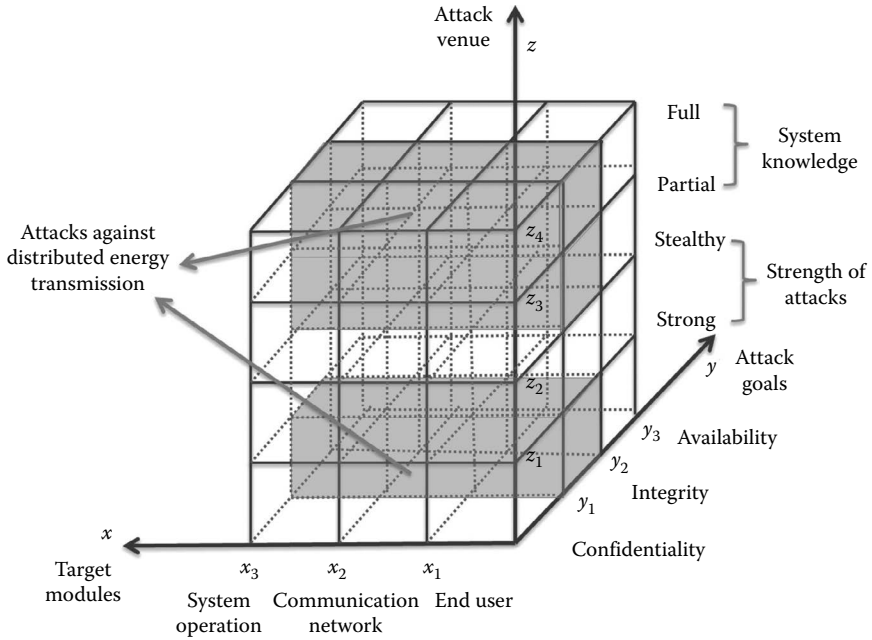 Attack
venue
z
Full
System
knowledge
Partial
Attacks against
distributed energy
transmission
z4
Stealthy
Strength of
attacks
z3
Strong
z2
y
Attack
goals
y3
Availability
z1
y2
y1
Integrity
x
Confidentiality
Target
modules
x3
x2
x1
System
operation
Communication
network
End user